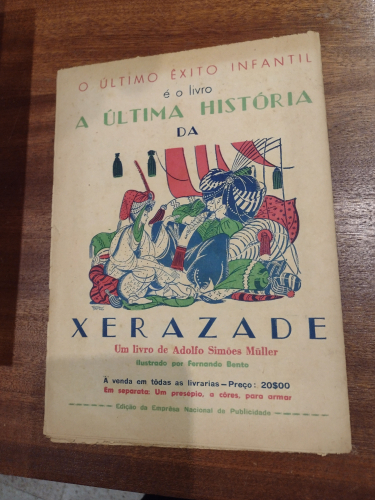 O ÚLTIMO ÊXITO INFANTIL
é o livro
A ÚLTIMA HISTÓRIA
DA
XERAZADE
Um livro de Adolfo Simões Müller
Ilustrado por Fernando Bento
À venda em tôdas as livrarias — Preço: 20$00
Em separata: Um presépio, a côres, para armar
Edição da Emprêsa Nacional de Publicidade